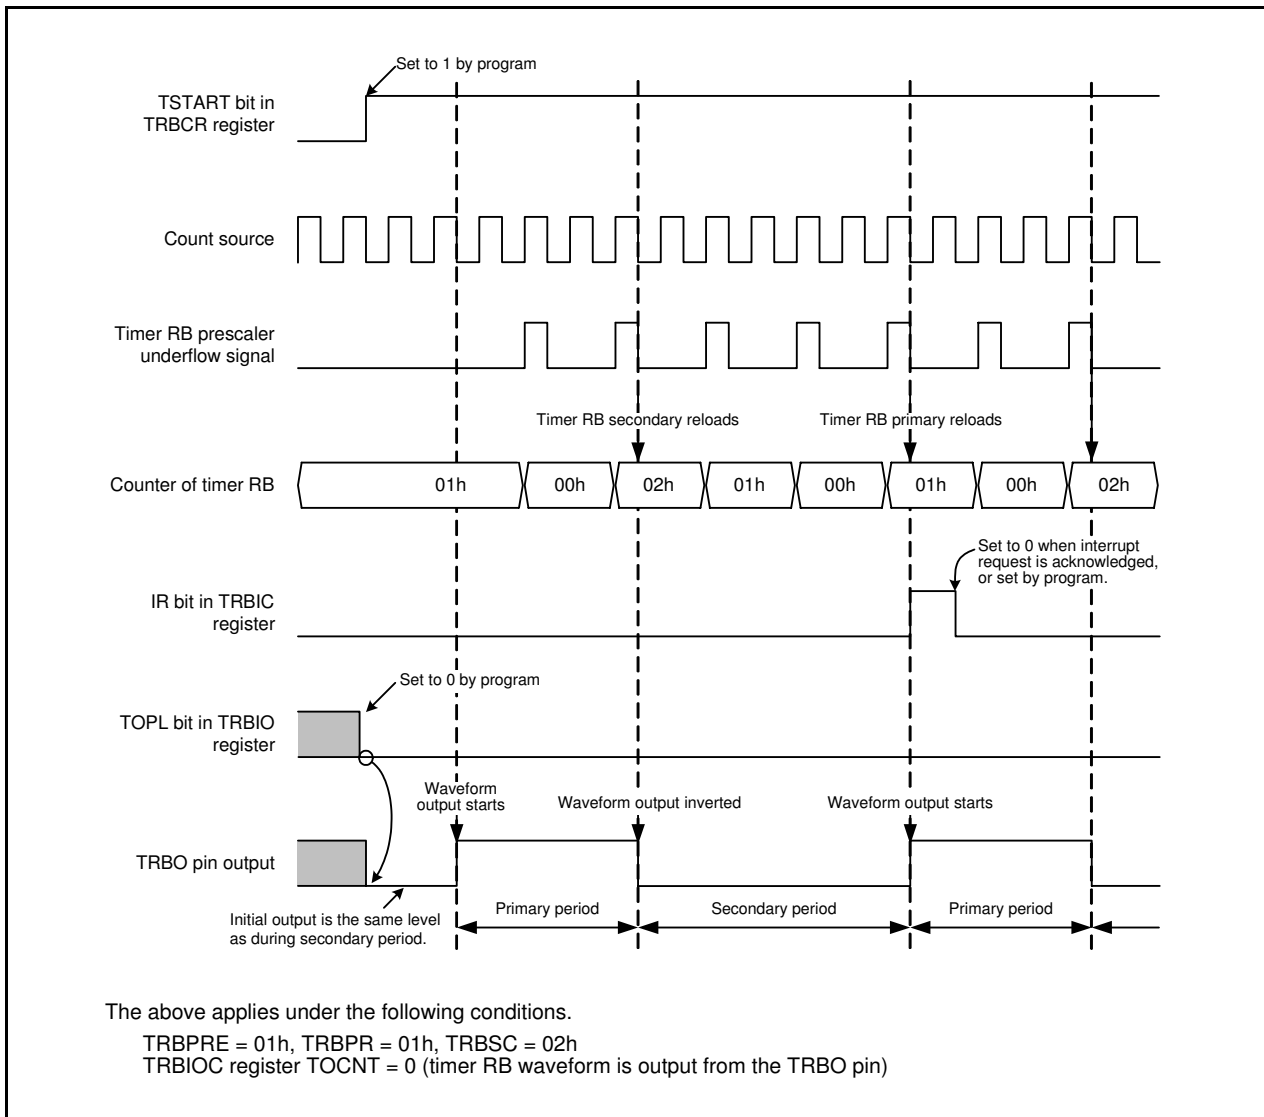 Set to 1 by program
TSTART bit in
TRBCR register
Count source
Timer RB prescaler
underflow signal
Timer RB secondary reloads
Timer RB primary reloads
Counter of timer RB
01h
00h
02h
01h
00h
01h
00h
02h
Set to 0 when interrupt
request is acknowledged,
or set by program.
IR bit in TRBIC
register
Set to 0 by program
TOPL bit in TRBIO
register
Waveform
output starts
Waveform output inverted
Waveform output starts
TRBO pin output
Initial output is the same level
as during secondary period.
Primary period
Secondary period
Primary period
The above applies under the following conditions.
TRBPRE = 01h, TRBPR = 01h, TRBSC = 02h
TRBIOC register TOCNT = 0 (timer RB waveform is output from the TRBO pin)